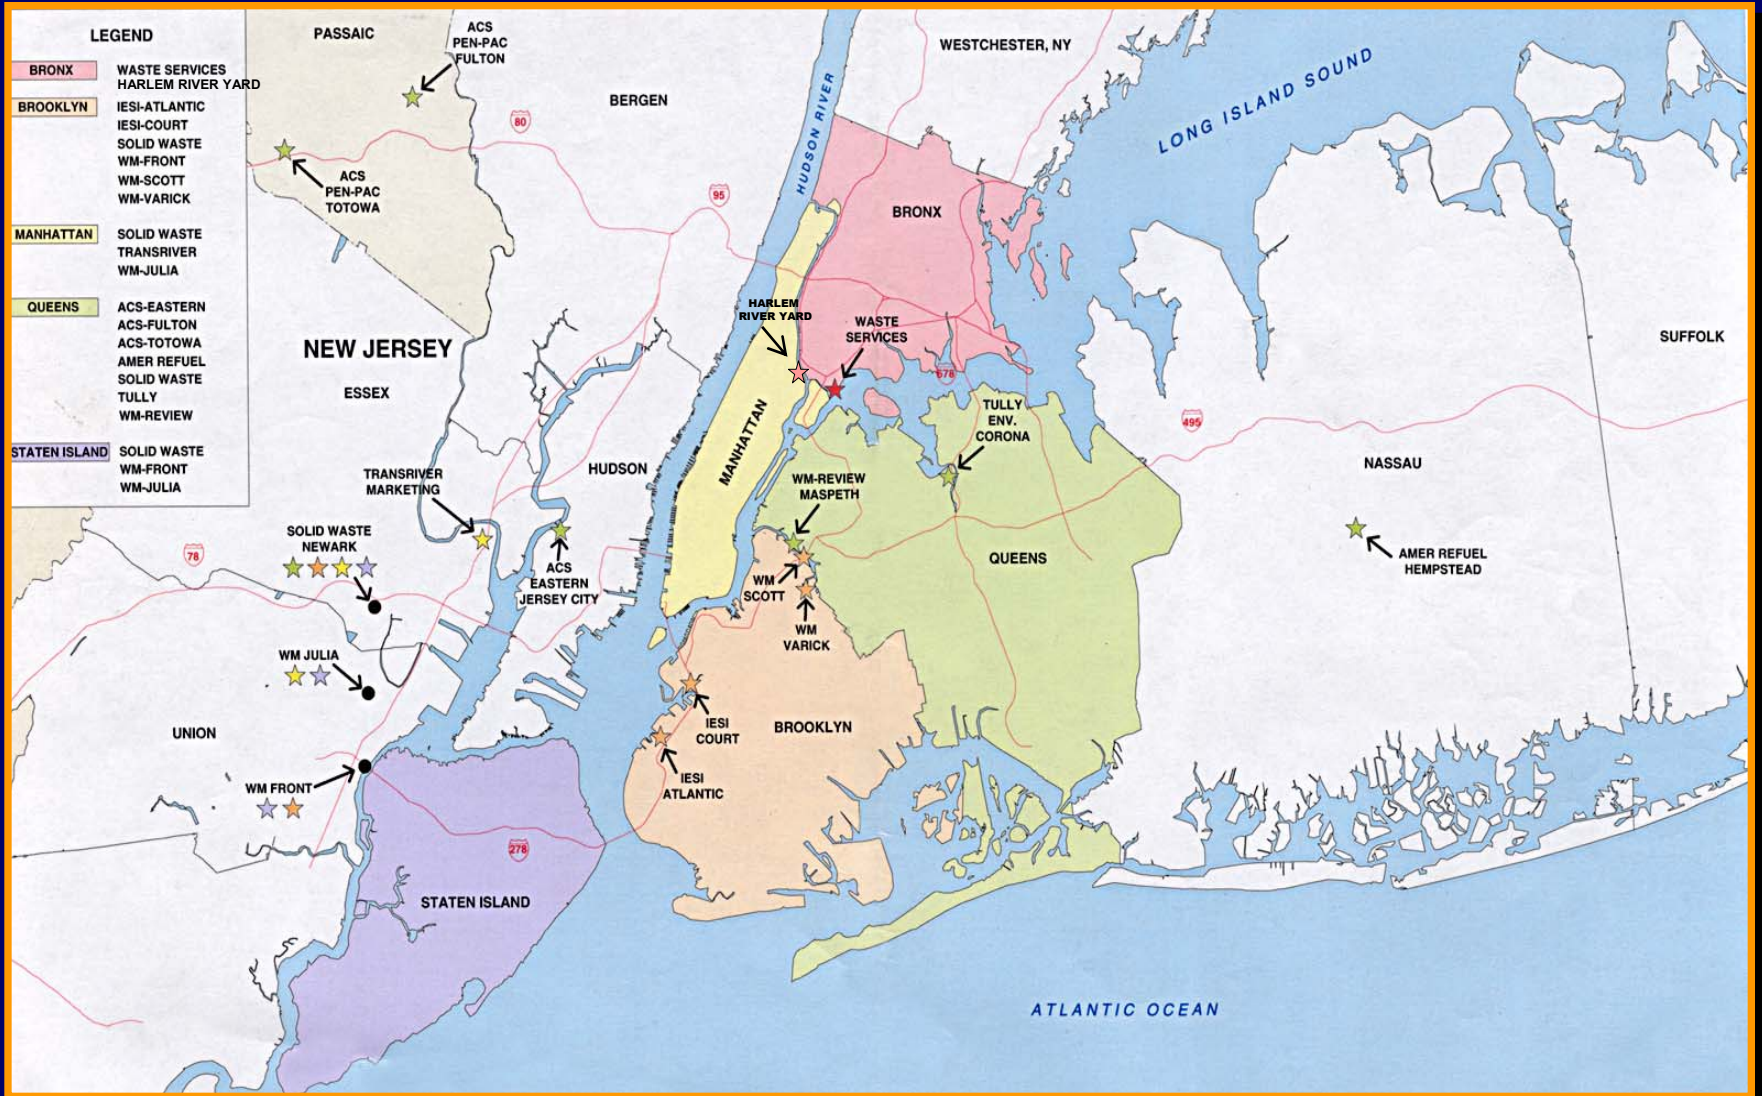 LEGEND
BRONX
WASTE SERVICES
HARLEM RIVER YARD
BROOKLYN
IESI-ATLANTIC
IESI-COURT
SOLID WASTE
WM-FRONT
WM-SCOTT
WM-VARICK
MANHATTAN
SOLID WASTE
TRANSRIVER
WM-JULIA
QUEENS
ACS-EASTERN
ACS-FULTON
ACS-TOTOWA
AMER REFUEL
SOLID WASTE
TULLY
WM-REVIEW
STATEN ISLAND
SOLID WASTE
WM-FRONT
WM-JULIA
PASSAIC
ACS
PEN-PAC
FULTON
ACS
PEN-PAC
TOTOWA
BERGEN
80
95
HUDSON RIVER
WESTCHESTER, NY
LONG ISLAND SOUND
BRONX
HARLEM
RIVER YARD
WASTE
SERVICES
678
SUFFOLK
NEW JERSEY
ESSEX
MANHATTAN
TULLY
ENV.
CORONA
495
NASSAU
HUDSON
TRANSRIVER
MARKETING
WM-REVIEW
MASPETH
SOLID WASTE
NEWARK
78
ACS
EASTERN
JERSEY CITY
QUEENS
AMER REFUEL
HEMPSTEAD
WM
SCOTT
WM
VARICK
WM JULIA
UNION
IESI
COURT
BROOKLYN
IESI
ATLANTIC
WM FRONT
278
STATEN ISLAND
ATLANTIC OCEAN